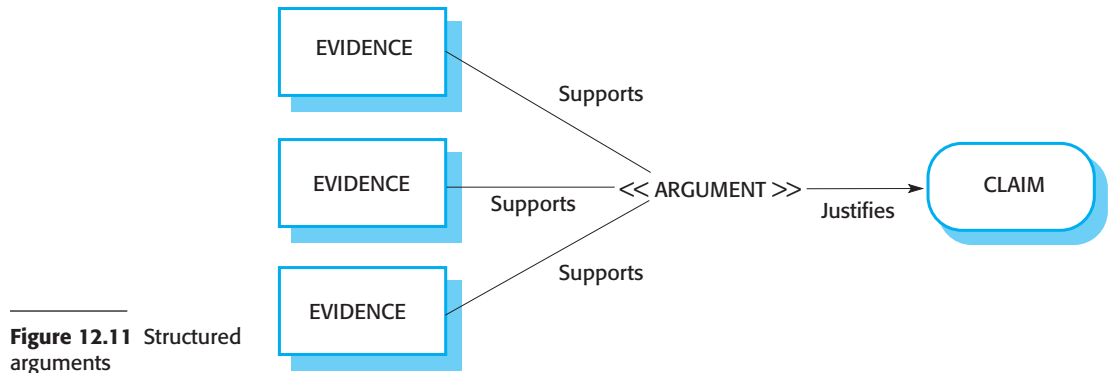 EVIDENCE
Supports
EVIDENCE
Supports
<< ARGUMENT >>
Justifies
CLAIM
Supports
EVIDENCE
Figure 12.11 Structured
arguments